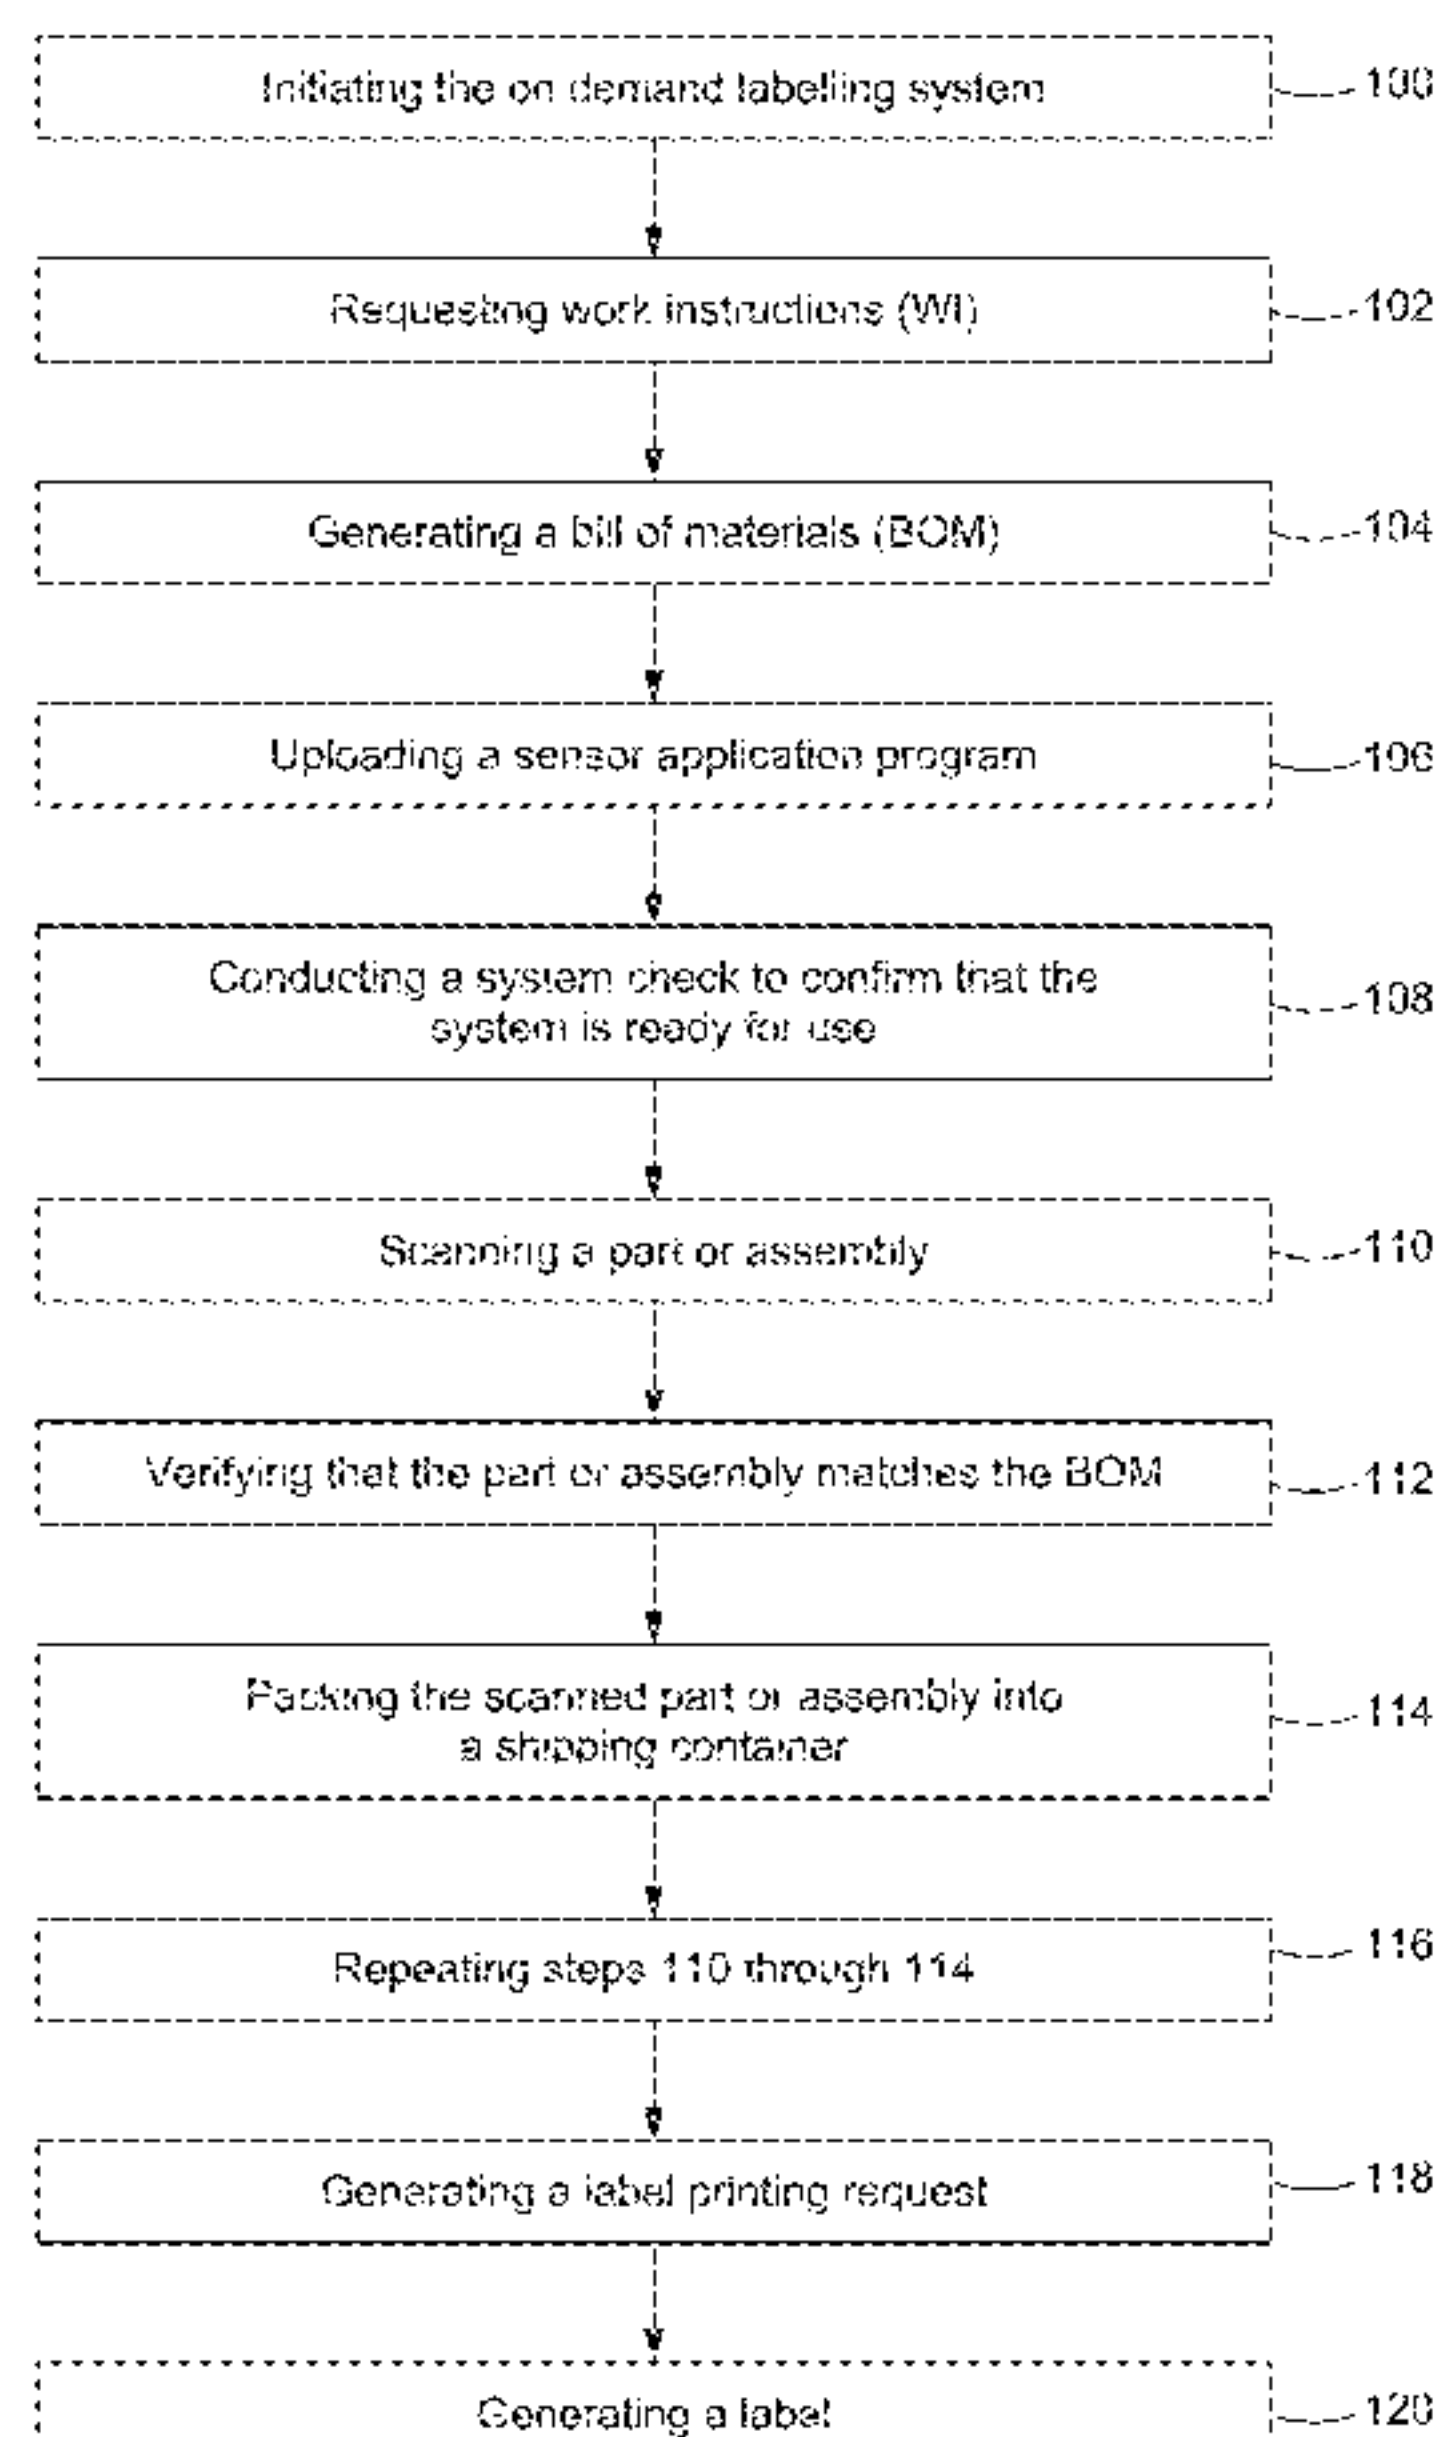 Initiating the on demand labelling system
100
Requesting work instructions (WI)
102
Generating a bill of materials (BOM)
104
Uploading a sensor application program
106
Conducting a system check to confirm that the
system is ready for use
108
Scanning a part or assembly
110
Verifying that the part or assembly matches the BOM
112
Packing the scanned part or assembly into
a shipping container
114
Repeating steps 110 through 114
116
Generating a label printing request
118
Generating a label
120